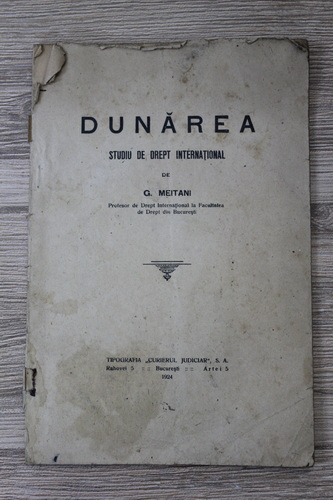 DUNĂREA
STUDIU DE DREPT INTERNAȚIONAL
DE
G. MEITANI
Profesor de Drept Internațional la Facultatea
de Drept din București
TIPOGRAFIA „CURIERUL JUDICIAR”, S. A.
Rahovei 5 :: București :: Artei 5
1924